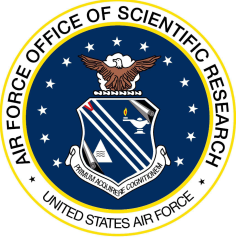 AIR FORCE OFFICE OF SCIENTIFIC RESEARCH
PRIMUM ACQUIRERE COGNITIONEM
UNITED STATES AIR FORCE